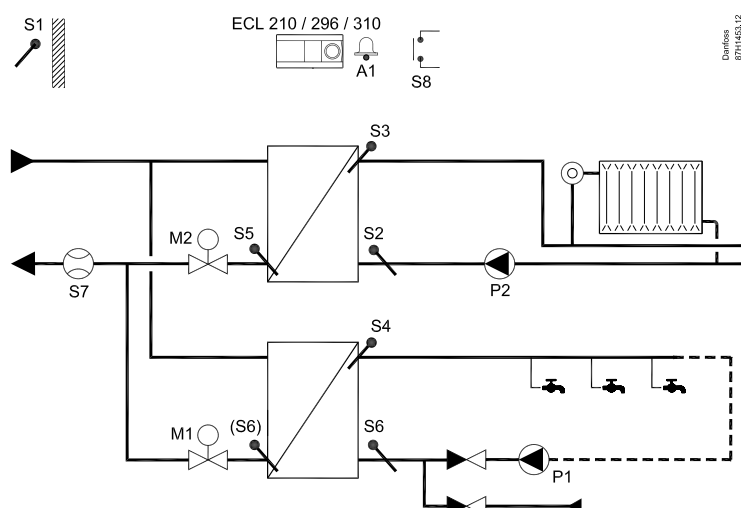 S1
ECL 210 / 296 / 310
A1
S8
Danfoss
87H1453.12
S3
M2
S5
S2
S7
P2
S4
M1
(S6)
S6
P1